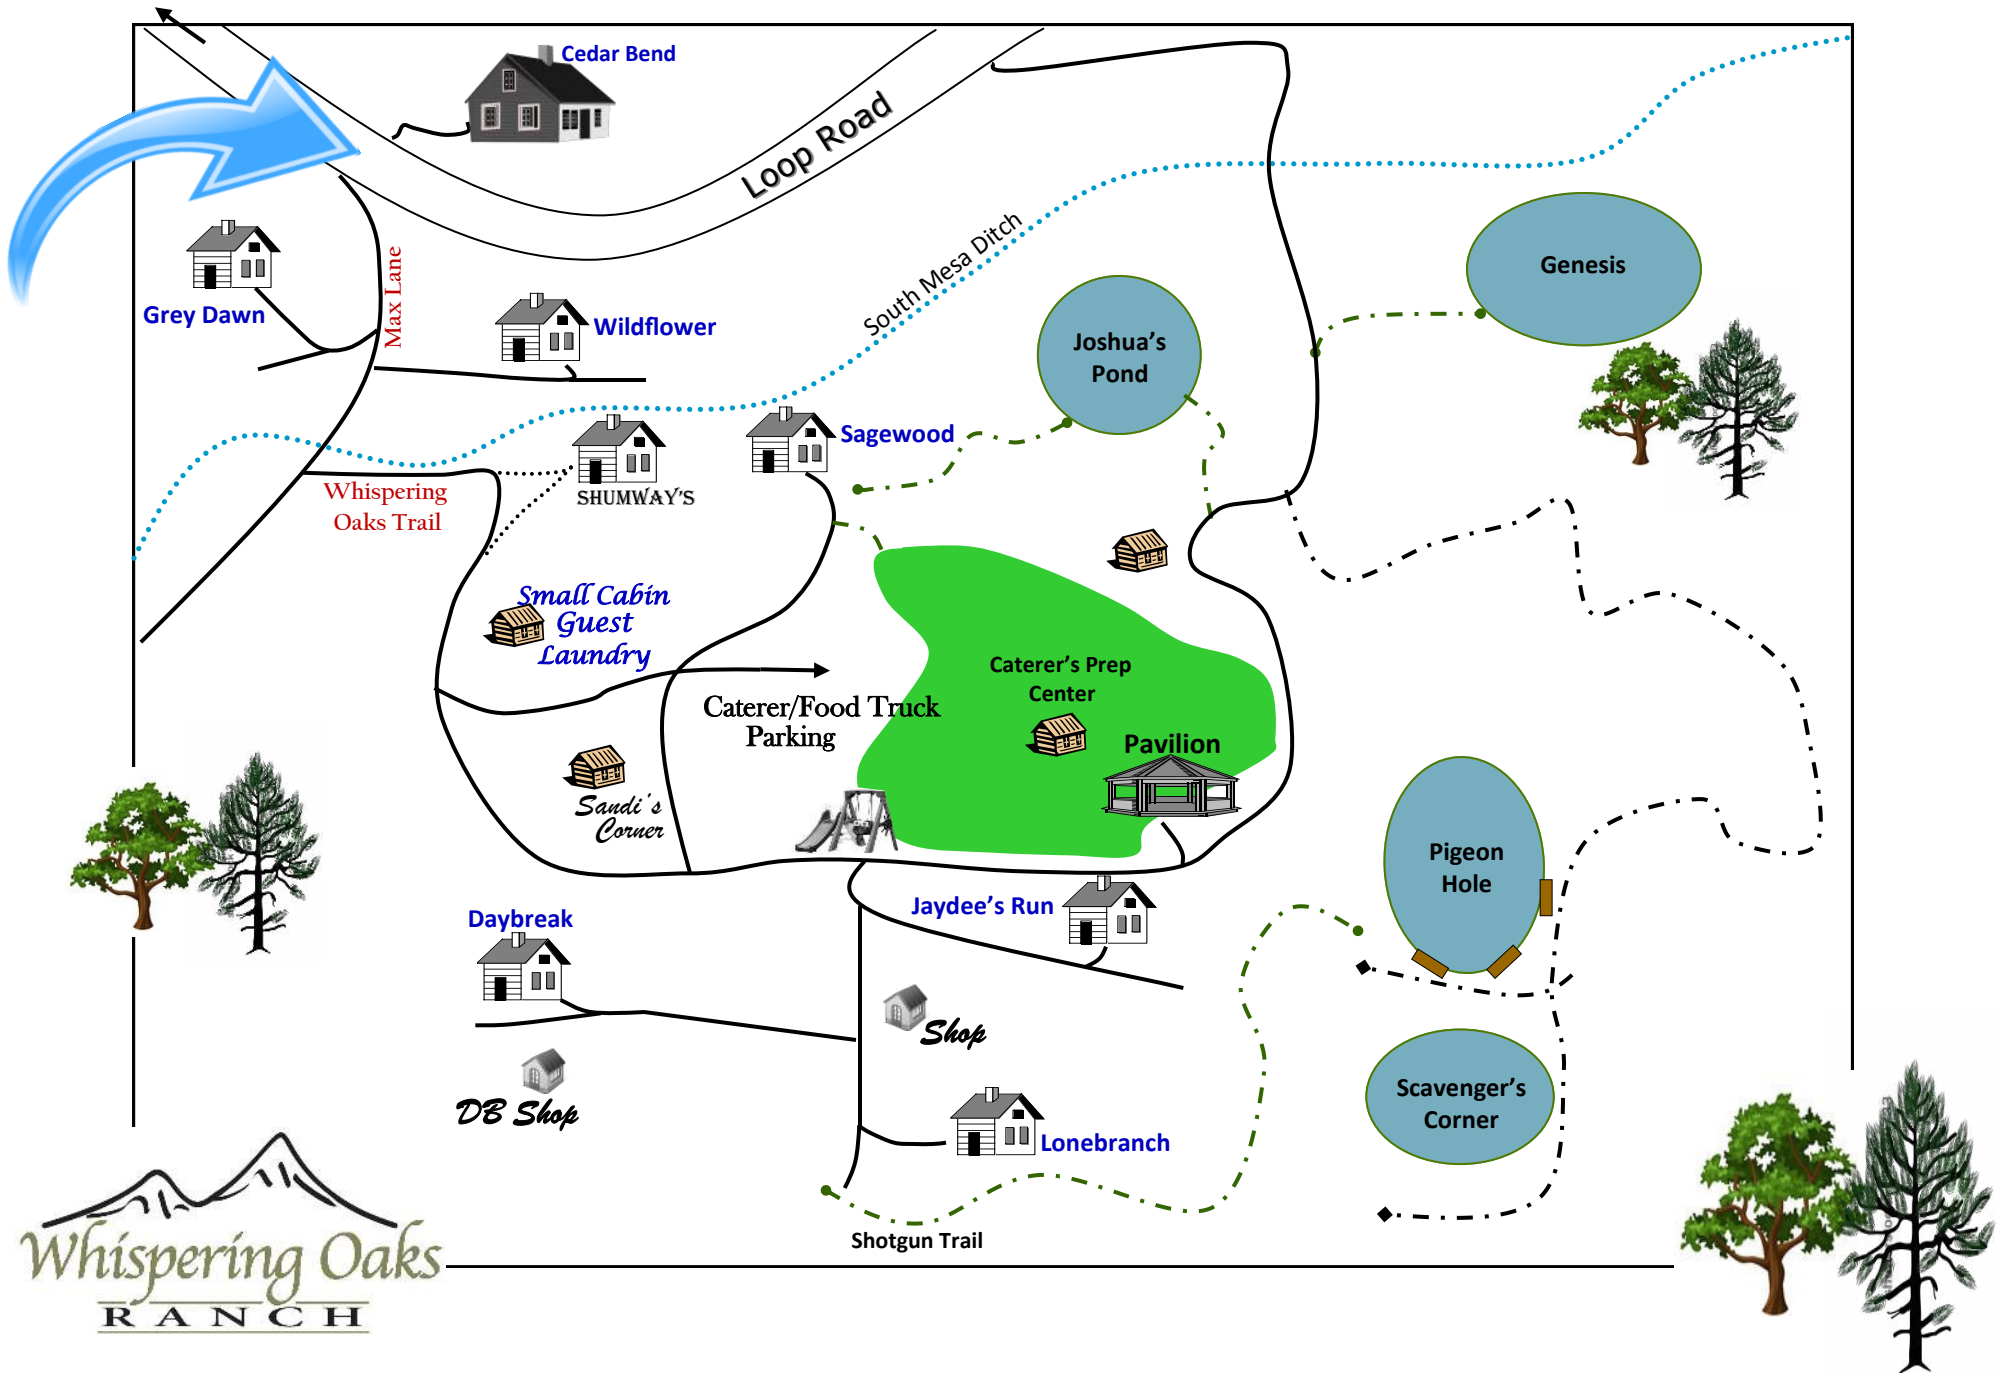 Cedar Bend
Loop Road
Grey Dawn
Max Lane
Wildflower
South Mesa Ditch
Genesis
Joshua's
Pond
Sagewood
SHUMWAY'S
Whispering
Oaks Trail
Small Cabin
Guest
Laundry
Caterer's Prep
Center
Caterer/Food Truck
Parking
Pavilion
Sandi's
Corner
Pigeon
Hole
Jaydee's Run
Daybreak
Shop
DB Shop
Scavenger's
Corner
Lonebranch
Shotgun Trail
Whispering Oaks
RANCH